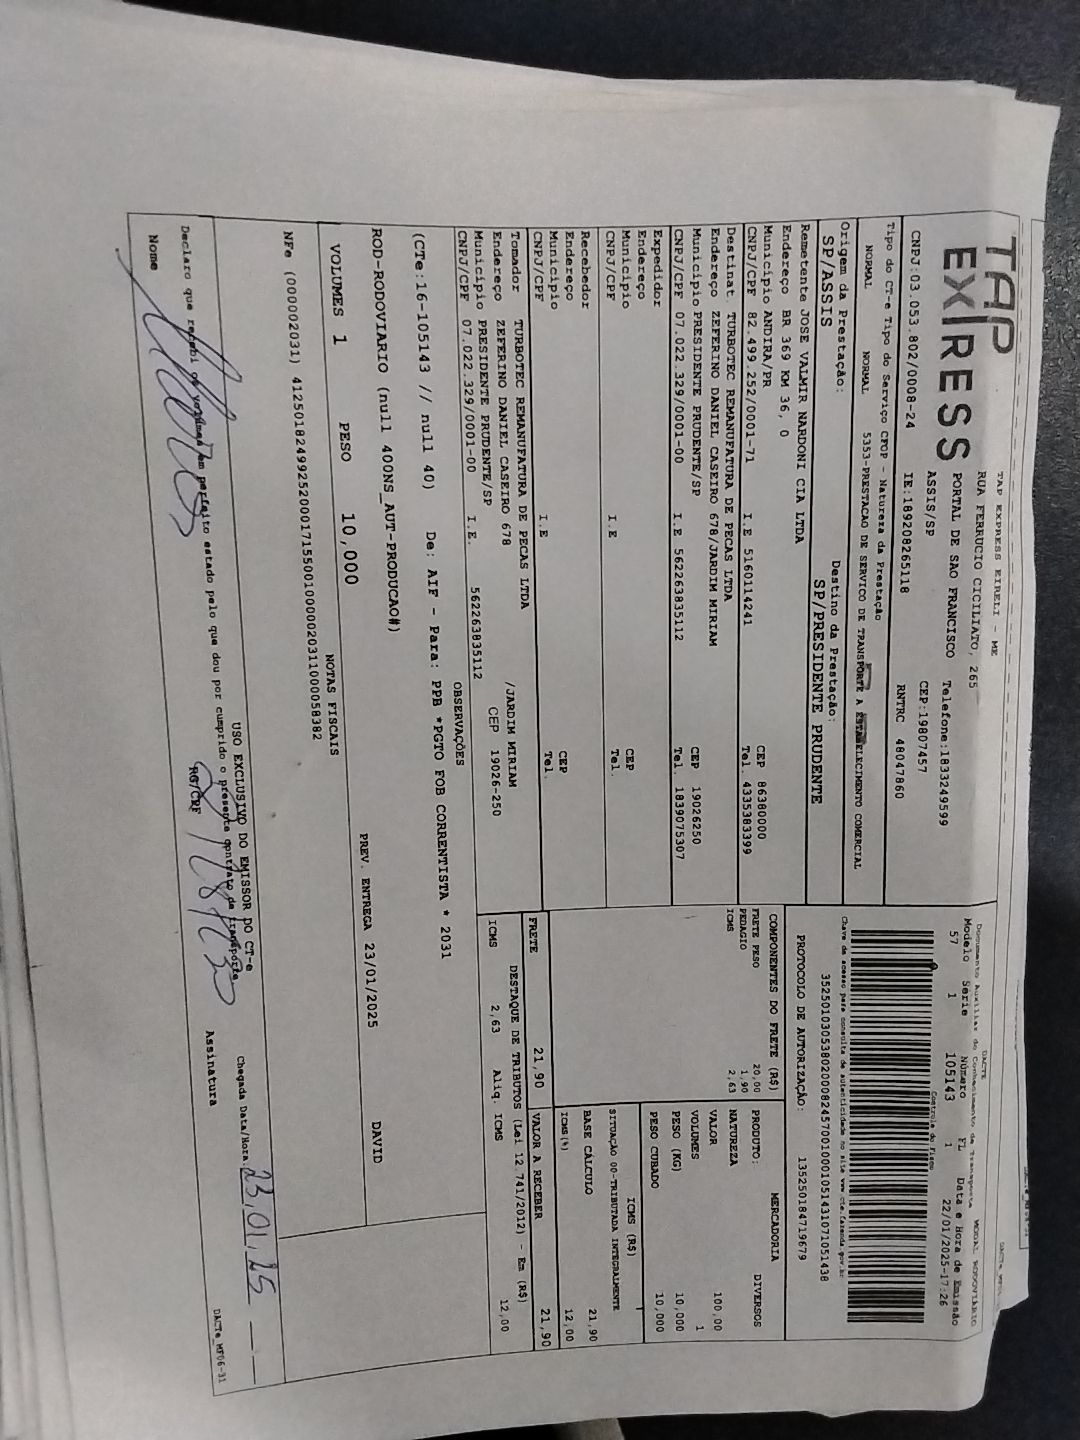 TAP EXPRESS
TAP EXPRESS EIRELI - ME
RUA FERRUCIO CICILIATO, 265
PORTAL DE SAO FRANCISCO Telefone:1833249599
ASSIS/SP CEP:19807457
CNPJ:03.053.802/0008-24 IE:189208265118 RNTRC 48047860
DACTE
Documento Auxiliar do Conhecimento de Transporte MODAL RODOVIÁRIO
Modelo Serie Número FL Data e Hora de Emissão
57 1 105143 1 22/01/2025-17:26
Controle do Fisco
Chave de acesso para consulta de autenticidade no site www.cte.fazenda.gov.br
35250103053802000824570010001051431071051438
PROTOCOLO DE AUTORIZAÇÃO: 135250184719679
Tipo do CT-e Tipo do Serviço CFOP - Natureza da Prestação
NORMAL NORMAL 5353-PRESTACAO DE SERVICO DE TRANSPORTE A ESTABELECIMENTO COMERCIAL
Origem da Prestação: Destino da Prestação:
SP/ASSIS SP/PRESIDENTE PRUDENTE
Remetente JOSE VALMIR NARDONI CIA LTDA
Endereço BR 369 KM 36, 0
Município ANDIRA/PR CEP 86380000
CNPJ/CPF 82.499.252/0001-71 I.E 5160114241 Tel. 4335383399
Destinat. TURBOTEC REMANUFATURA DE PECAS LTDA
Endereço ZEFERINO DANIEL CASEIRO 678/JARDIM MIRIAM
Município PRESIDENTE PRUDENTE/SP CEP 19026250
CNPJ/CPF 07.022.329/0001-00 I.E 562263835112 Tel. 1839075307
Expedidor
Endereço
Município CEP
CNPJ/CPF I.E Tel.
Recebedor
Endereço
Município CEP
CNPJ/CPF I.E Tel.
Tomador TURBOTEC REMANUFATURA DE PECAS LTDA
Endereço ZEFERINO DANIEL CASEIRO 678 /JARDIM MIRIAM
Município PRESIDENTE PRUDENTE/SP CEP 19026-250
CNPJ/CPF 07.022.329/0001-00 I.E. 562263835112
COMPONENTES DO FRETE (R$)
FRETE PESO 20,00
PEDAGIO 1,90
ICMS 2,63
FRETE 21,90
MERCADORIA
PRODUTO: DIVERSOS
NATUREZA
VALOR 100,00
VOLUMES 1
PESO (KG) 10,000
PESO CUBADO 10,000
ICMS (R$)
SITUAÇÃO 00-TRIBUTADA INTEGRALMENTE
BASE CÁLCULO 21,90
ICMS(%) 12,00
VALOR A RECEBER 21,90
DESTAQUE DE TRIBUTOS (Lei 12.741/2012) - Em (R$)
ICMS 2,63 Alíq. ICMS 12,00
OBSERVAÇÕES
(CTe:16-105143 // null 40) De: AIF - Para: PPB *PGTO FOB CORRENTISTA * 2031
ROD-RODOVIARIO (null 400NS_AUT-PRODUCAO#)
PREV. ENTREGA 23/01/2025 DAVID
VOLUMES 1 PESO 10,000
NOTAS FISCAIS
NFe (000002031) 41250182499252000171550010000020311000058382
USO EXCLUSIVO DO EMISSOR DO CT-e
Chegada Data/Hora 23.01.25
Declaro que recebi os volumes em perfeito estado pelo que dou por cumprido o presente contrato de transporte
Nome RG/CPF Assinatura
DACTe_MF06-31